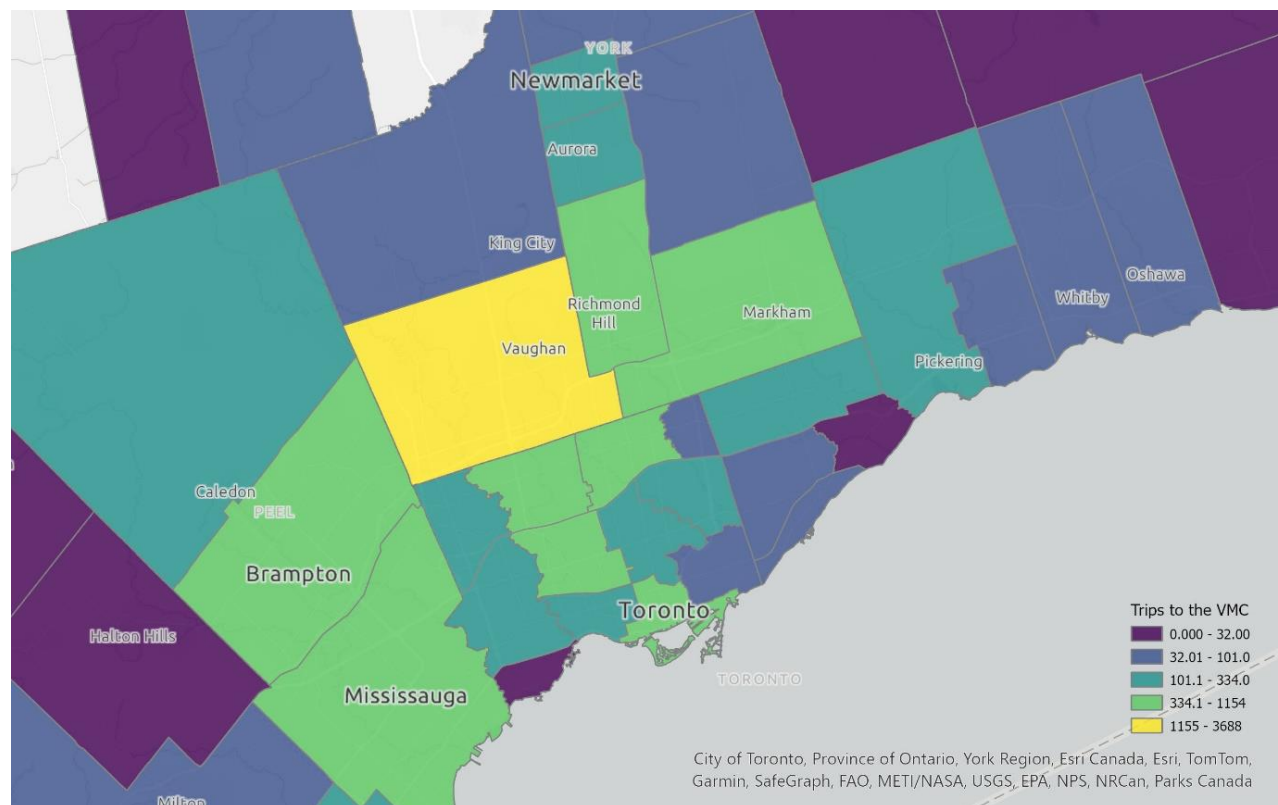 YORK
Newmarket
Aurora
King City
Richmond
Hill
Markham
Oshawa
Whitby
Vaughan
Pickering
Caledon
PEEL
Brampton
Toronto
Halton Hills
TORONTO
Mississauga
Milton
Trips to the VMC
0.000 - 32.00
32.01 - 101.0
101.1 - 334.0
334.1 - 1154
1155 - 3688
City of Toronto, Province of Ontario, York Region, Esri Canada, Esri, TomTom,
Garmin, SafeGraph, FAO, METI/NASA, USGS, EPA, NPS, NRCan, Parks Canada